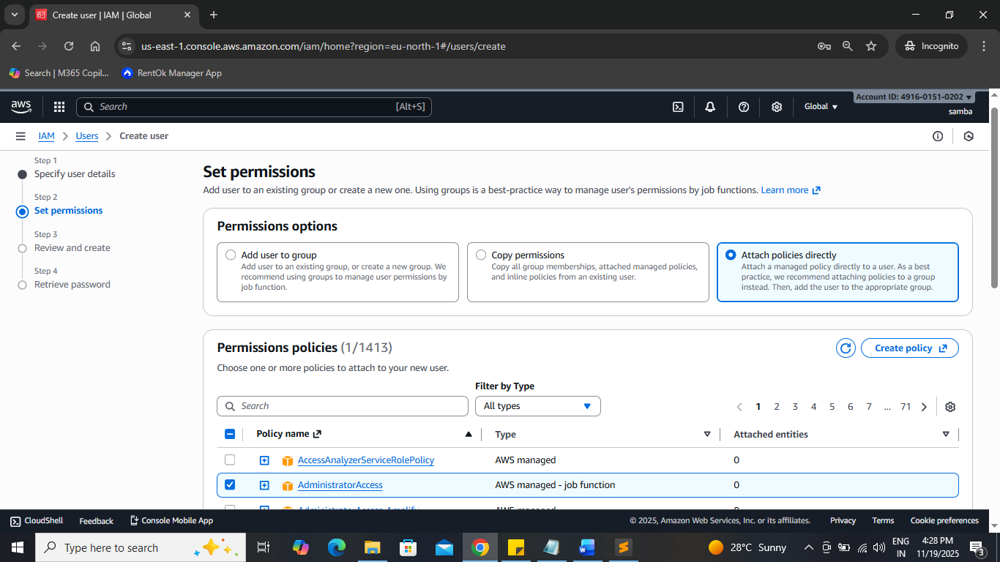 Create user | IAM | Global
us-east-1.console.aws.amazon.com/iam/home?region=eu-north-1#/users/create
Incognito
Search | M365 Copil...
RentOk Manager App
aws
Search
[Alt+S]
Global
Account ID: 4916-0151-0202
samba
IAM
Users
Create user
Step 1
Specify user details
Step 2
Set permissions
Step 3
Review and create
Step 4
Retrieve password
Set permissions
Add user to an existing group or create a new one. Using groups is a best-practice way to manage user's permissions by job functions. Learn more
Permissions options
Add user to group
Add user to an existing group, or create a new group. We
recommend using groups to manage user permissions by
job function.
Copy permissions
Copy all group memberships, attached managed policies,
and inline policies from an existing user.
Attach policies directly
Attach a managed policy directly to a user. As a best
practice, we recommend attaching policies to a group
instead. Then, add the user to the appropriate group.
Permissions policies (1/1413)
Create policy
Choose one or more policies to attach to your new user.
Filter by Type
Search
All types
1 2 3 4 5 6 7 ... 71
Policy name
Type
Attached entities
AccessAnalyzerServiceRolePolicy
AWS managed
0
AdministratorAccess
AWS managed - job function
0
AdministratorAccess-Amplify
AWS managed
0
CloudShell
Feedback
Console Mobile App
© 2025, Amazon Web Services, Inc. or its affiliates.
Privacy
Terms
Cookie preferences
Type here to search
28°C Sunny
ENG
IN
4:28 PM
11/19/2025
3